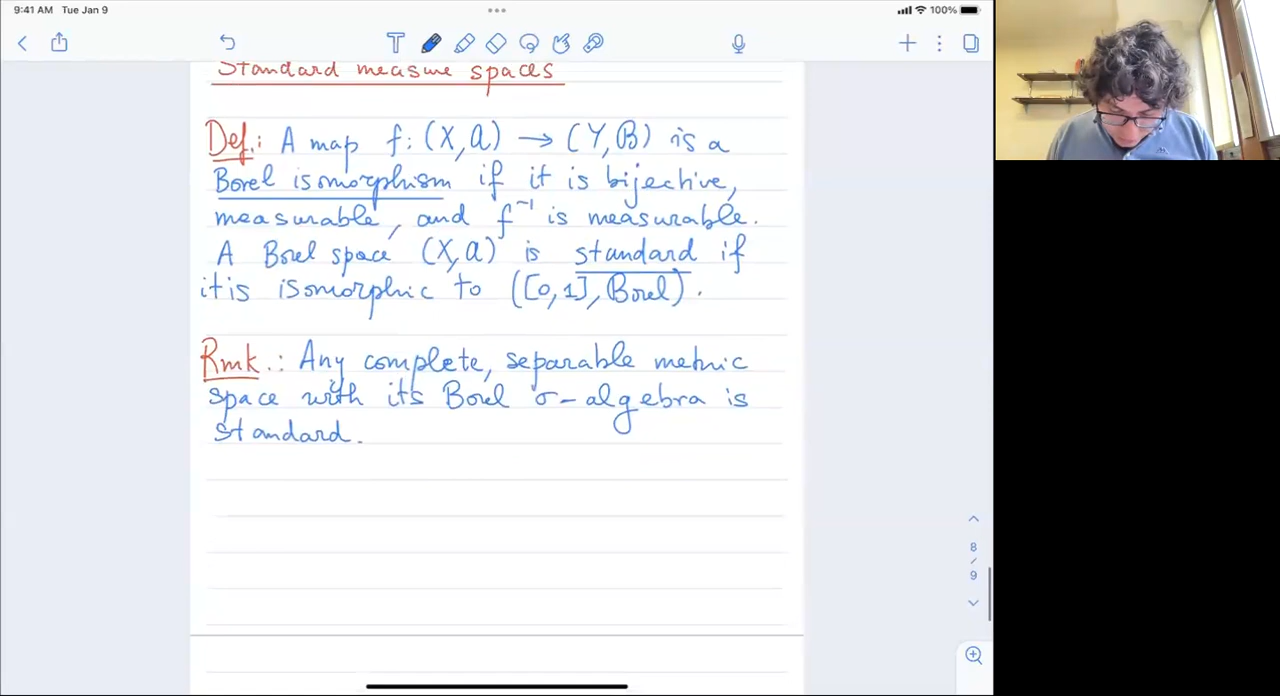 9:41 AM Tue Jan 9
100%
Standard measure spaces
Def.: A map f: (X, a) → (Y, B) is a
Borel isomorphism if it is bijective,
measurable, and f⁻¹ is measurable.
A Borel space (X, a) is standard if
it is isomorphic to ([0, 1], Borel).
Rmk.: Any complete, separable metric
space with its Borel σ-algebra is
standard.
8
/
9